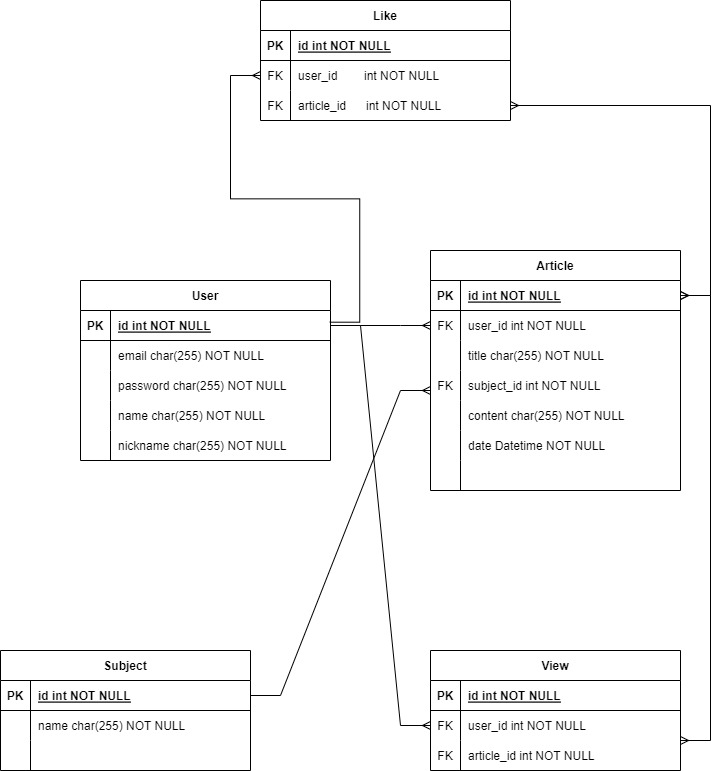 Like
PK id int NOT NULL
FK user_id int NOT NULL
FK article_id int NOT NULL
User
PK id int NOT NULL
email char(255) NOT NULL
password char(255) NOT NULL
name char(255) NOT NULL
nickname char(255) NOT NULL
Article
PK id int NOT NULL
FK user_id int NOT NULL
title char(255) NOT NULL
FK subject_id int NOT NULL
content char(255) NOT NULL
date Datetime NOT NULL
Subject
PK id int NOT NULL
name char(255) NOT NULL
View
PK id int NOT NULL
FK user_id int NOT NULL
FK article_id int NOT NULL